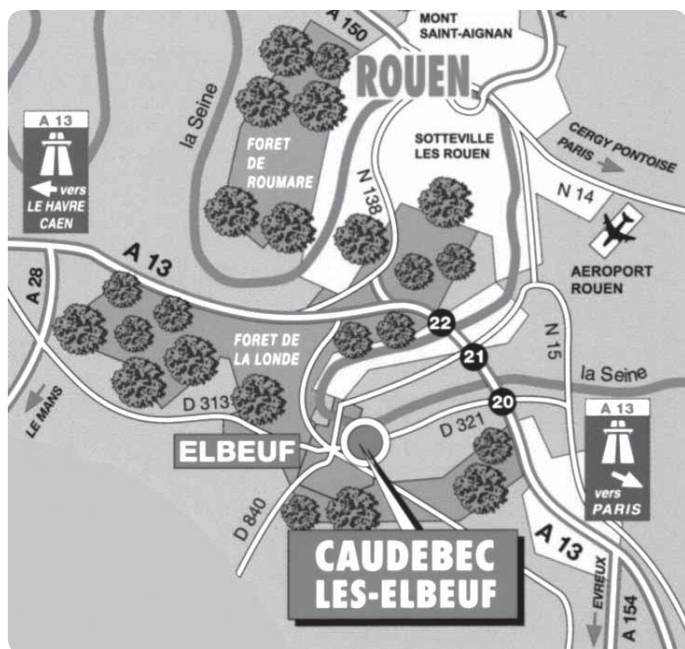 MONT
SAINT-AIGNAN
A 150
ROUEN
la Seine
A 13
vers
LE HAVRE
CAEN
FORET
DE
ROUMARE
SOTTEVILLE
LES ROUEN
CERGY PONTOISE
PARIS
N 138
N 14
AEROPORT
ROUEN
A 13
A 28
22
FORET DE
LA LONDE
21
N 15
la Seine
LE MANS
D 313
20
D 321
A 13
vers
PARIS
ELBEUF
D 840
A 13
CAUDEBEC
LES-ELBEUF
EVREUX
A 154